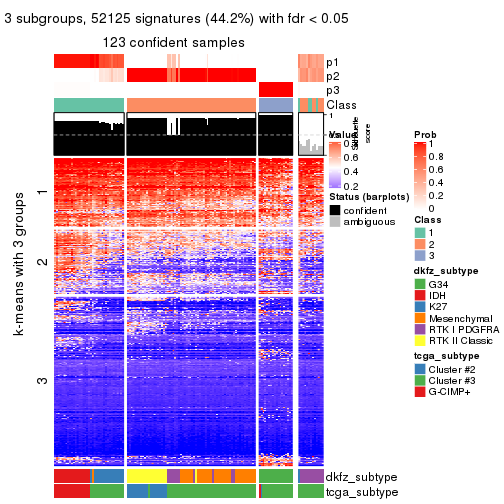 3 subgroups, 52125 signatures (44.2%) with fdr < 0.05
123 confident samples
p1
p2
p3
Class
1
Silhouette
score
Value
0.8
0.6
0.4
0.2
Status (barplots)
confident
ambiguous
Prob
1
0.8
0.6
0.4
0.2
0
Class
1
2
3
dkfz_subtype
G34
IDH
K27
Mesenchymal
RTK I PDGFRA
RTK II Classic
tcga_subtype
Cluster #2
Cluster #3
G-CIMP+
k-means with 3 groups
1
2
3
dkfz_subtype
tcga_subtype